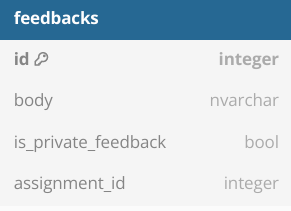 feedbacks
id integer
body nvarchar
is_private_feedback bool
assignment_id integer